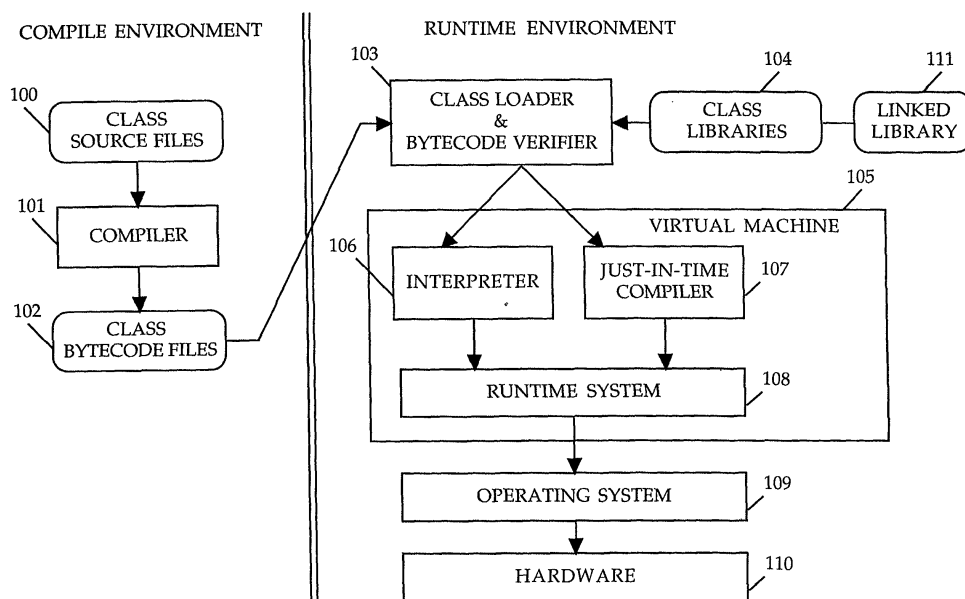 COMPILE ENVIRONMENT
100
CLASS
SOURCE FILES
101
COMPILER
102
CLASS
BYTECODE FILES
RUNTIME ENVIRONMENT
103
CLASS LOADER
&
BYTECODE VERIFIER
104
CLASS
LIBRARIES
111
LINKED
LIBRARY
105
VIRTUAL MACHINE
106
INTERPRETER
JUST-IN-TIME
COMPILER
107
RUNTIME SYSTEM
108
OPERATING SYSTEM
109
HARDWARE
110